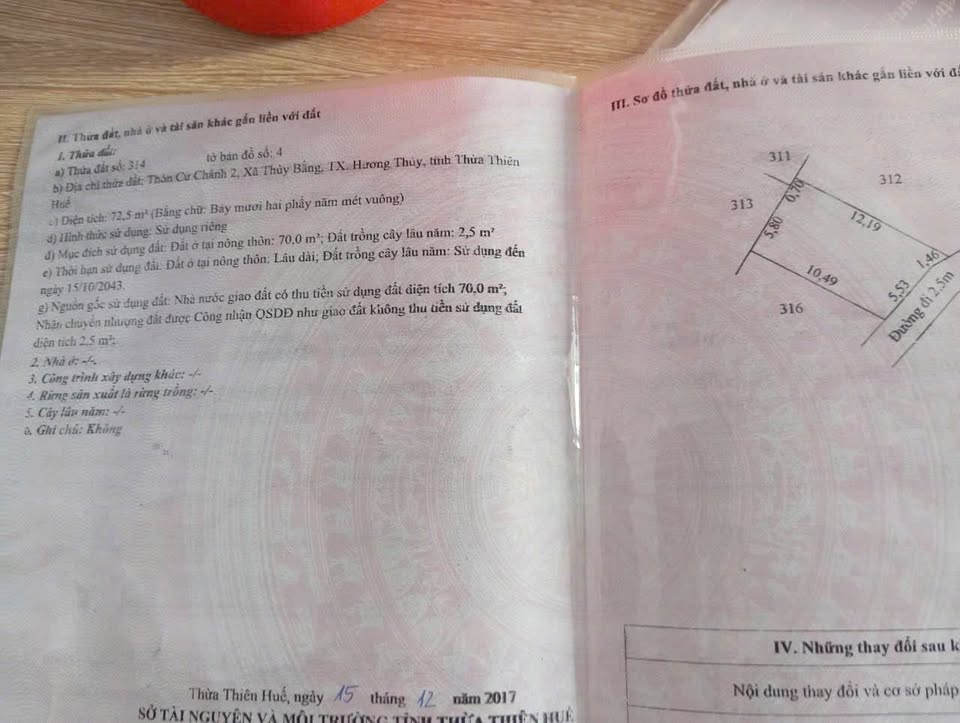 II. Thửa đất, nhà ở và tài sản khác gắn liền với đất
1. Thửa đất:
a) Thửa đất số: 314 tờ bản đồ số: 4
b) Địa chỉ thửa đất: Thôn Cư Chánh 2, Xã Thủy Bằng, TX. Hương Thủy, tỉnh Thừa Thiên
Huế
c) Diện tích: 72,5 m² (Bằng chữ: Bảy mươi hai phẩy năm mét vuông)
d) Hình thức sử dụng: Sử dụng riêng
đ) Mục đích sử dụng đất: Đất ở tại nông thôn: 70,0 m²; Đất trồng cây lâu năm: 2,5 m²
e) Thời hạn sử dụng đất: Đất ở tại nông thôn: Lâu dài; Đất trồng cây lâu năm: Sử dụng đến
ngày 15/10/2043.
g) Nguồn gốc sử dụng đất: Nhà nước giao đất có thu tiền sử dụng đất diện tích 70,0 m²;
Nhận chuyển nhượng đất được Công nhận QSDĐ như giao đất không thu tiền sử dụng đất
diện tích 2,5 m².
2. Nhà ở: -/-
3. Công trình xây dựng khác: -/-
4. Rừng sản xuất là rừng trồng: -/-
5. Cây lâu năm: -/-
6. Ghi chú: Không
Thừa Thiên Huế, ngày 15 tháng 12 năm 2017
SỞ TÀI NGUYÊN VÀ MÔI TRƯỜNG TỈNH THỪA THIÊN HUẾ
III. Sơ đồ thửa đất, nhà ở và tài sản khác gắn liền với đ
311
312
313
0,70
5,80
12,19
1,46
10,49
5,53
316
Đường đi 2.5m
IV. Những thay đổi sau k
Nội dung thay đổi và cơ sở pháp